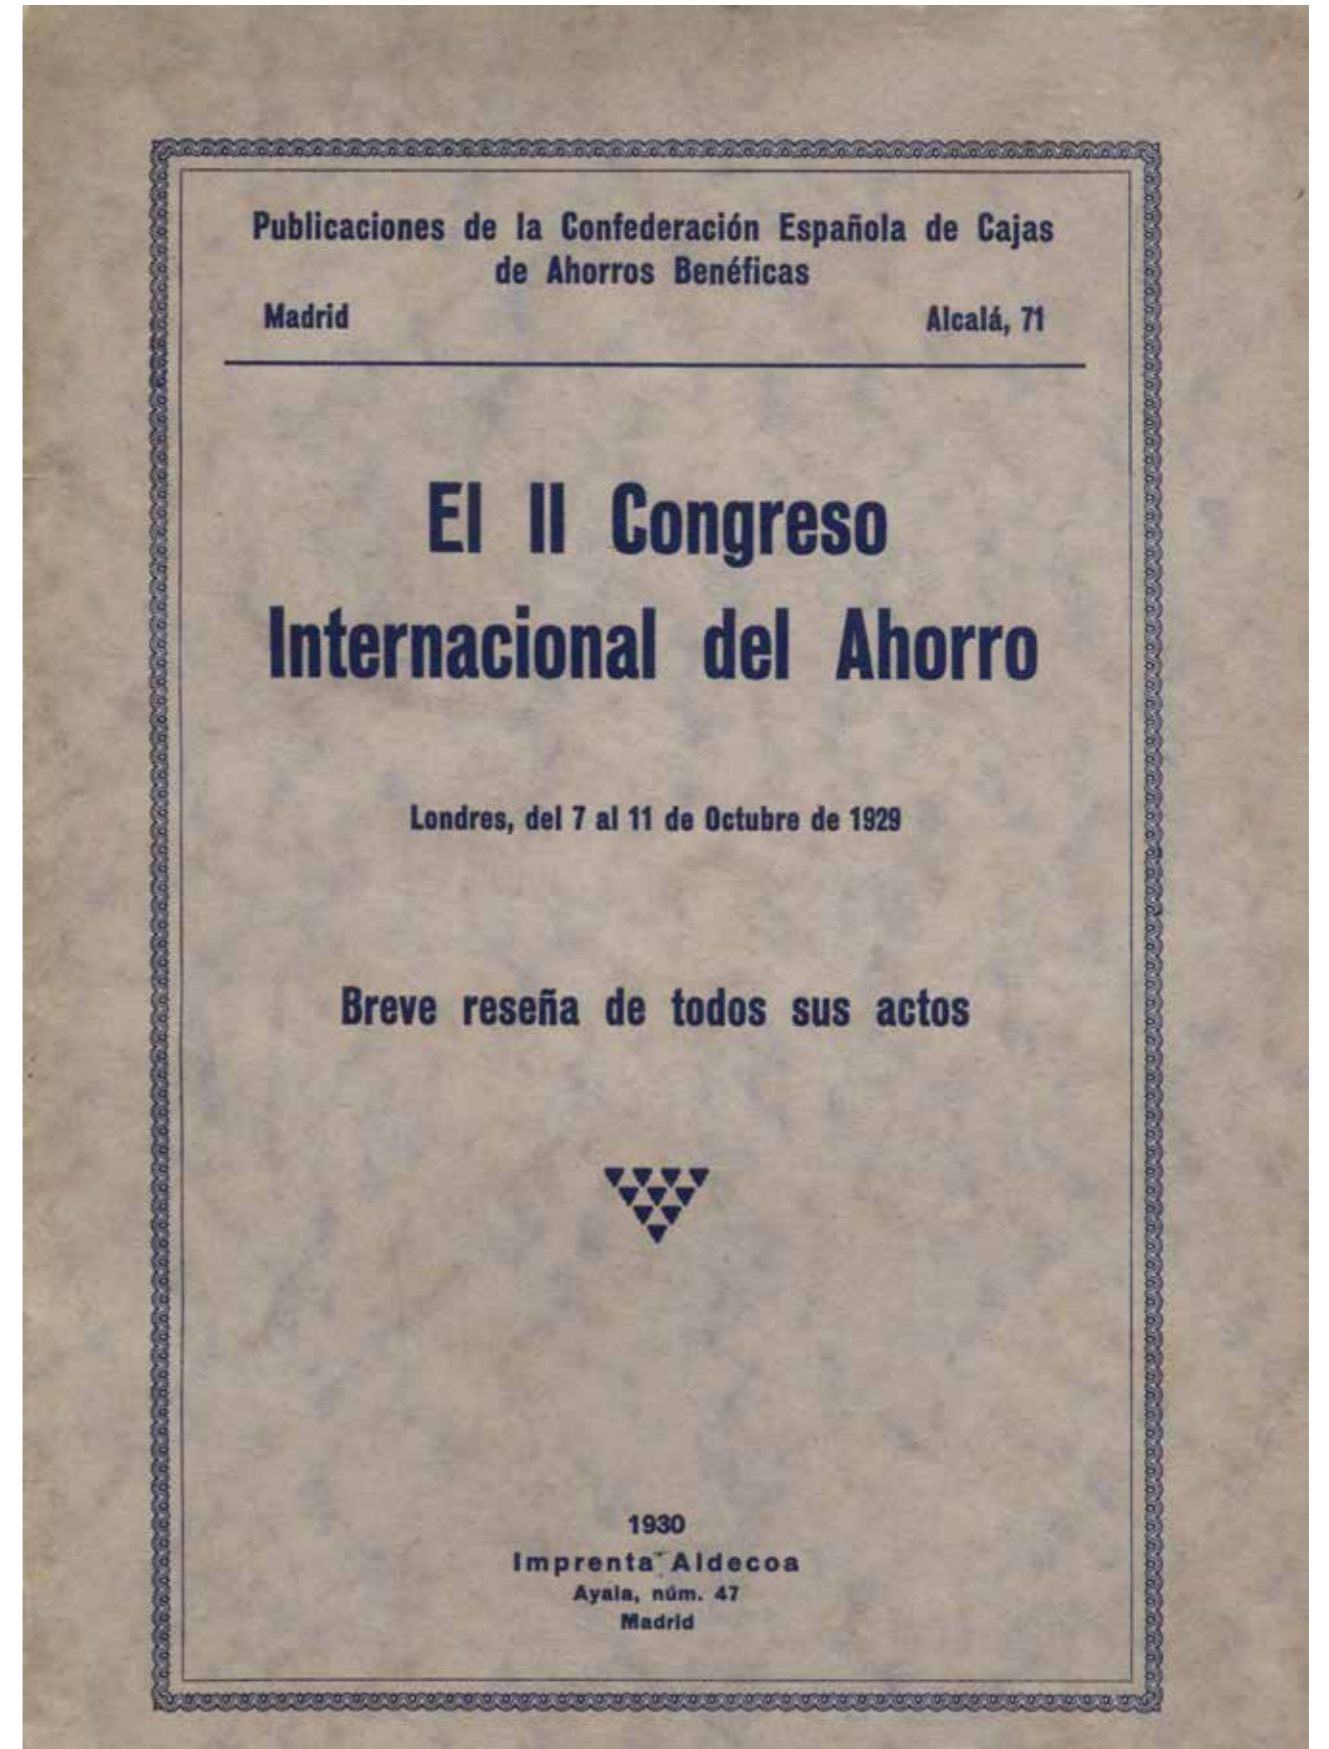 Publicaciones de la Confederación Española de Cajas
de Ahorros Benéficas
Madrid Alcalá, 71
El II Congreso
Internacional del Ahorro
Londres, del 7 al 11 de Octubre de 1929
Breve reseña de todos sus actos
1930
Imprenta Aldecoa
Ayala, núm. 47
Madrid